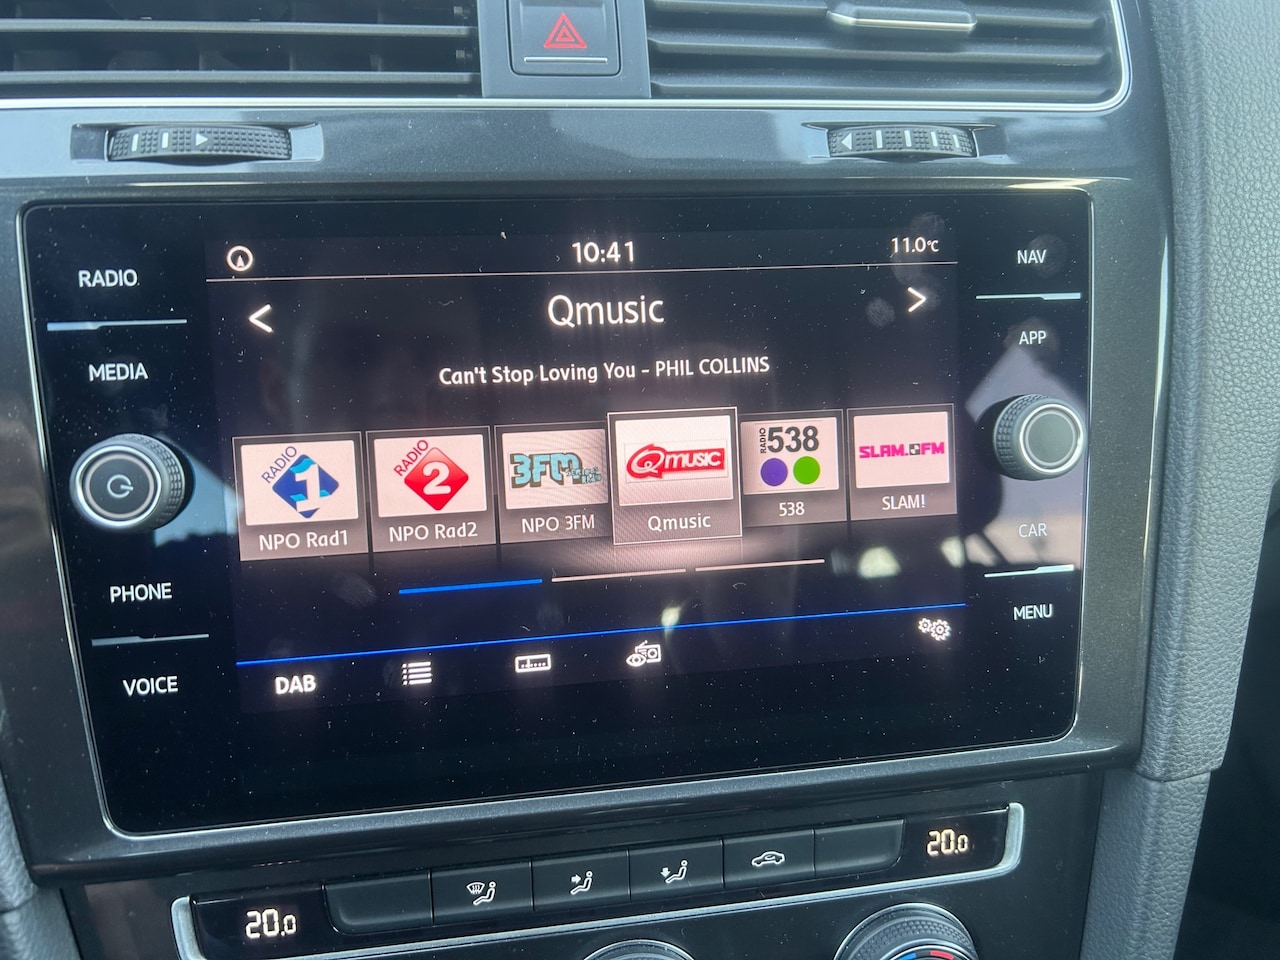 10:41
11.0°C
RADIO
NAV
Qmusic
MEDIA
APP
Can't Stop Loving You - PHIL COLLINS
RADIO 1
RADIO 2
3FM
Qmusic
RADIO 538
SLAM.FM
NPO Rad1
NPO Rad2
NPO 3FM
Qmusic
538
SLAM!
CAR
PHONE
MENU
VOICE
DAB
20.0
20.0